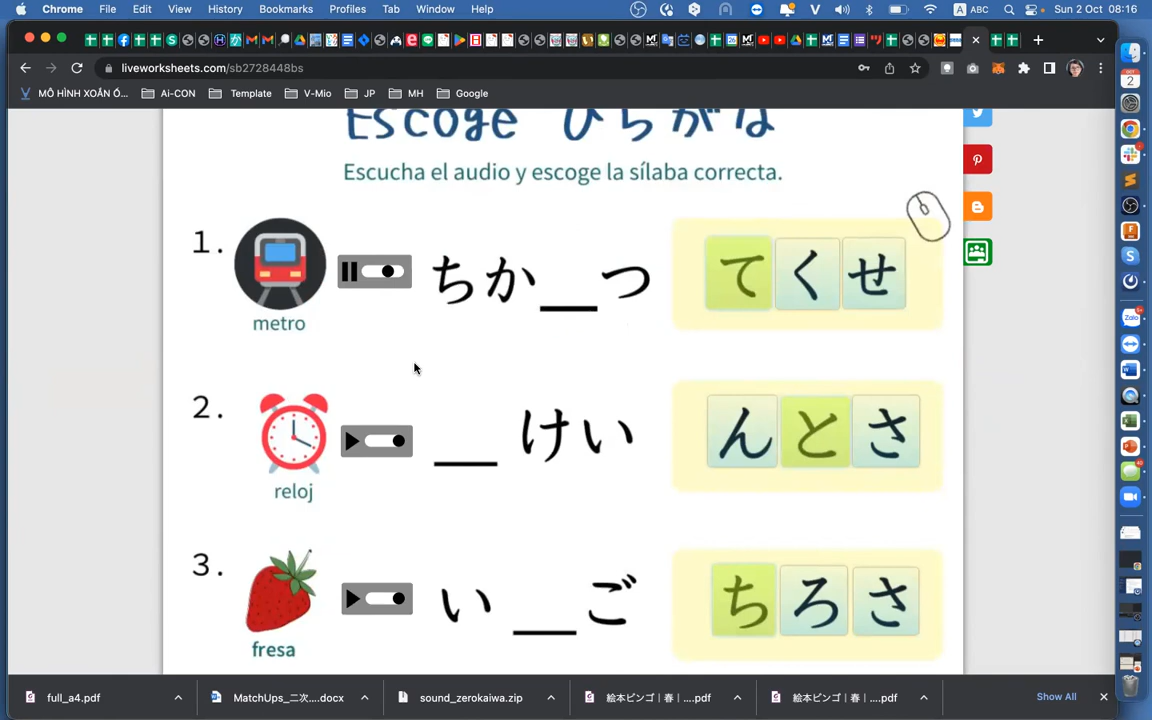 Chrome File Edit View History Bookmarks Profiles Tab Window Help ABC Sun 2 Oct 08:16
liveworksheets.com/sb2728448bs
MÔ HÌNH XOẮN Ó... Ai-CON Template V-Mio JP MH Google
Escoge ひらがな
Escucha el audio y escoge la sílaba correcta.
1.
ちか__つ
て く せ
metro
2.
__ けい
ん と さ
reloj
3.
い __ ご
ち ろ さ
fresa
full_a4.pdf MatchUps_二次....docx sound_zerokaiwa.zip 絵本ビンゴ｜春｜....pdf 絵本ビンゴ｜春｜....pdf Show All